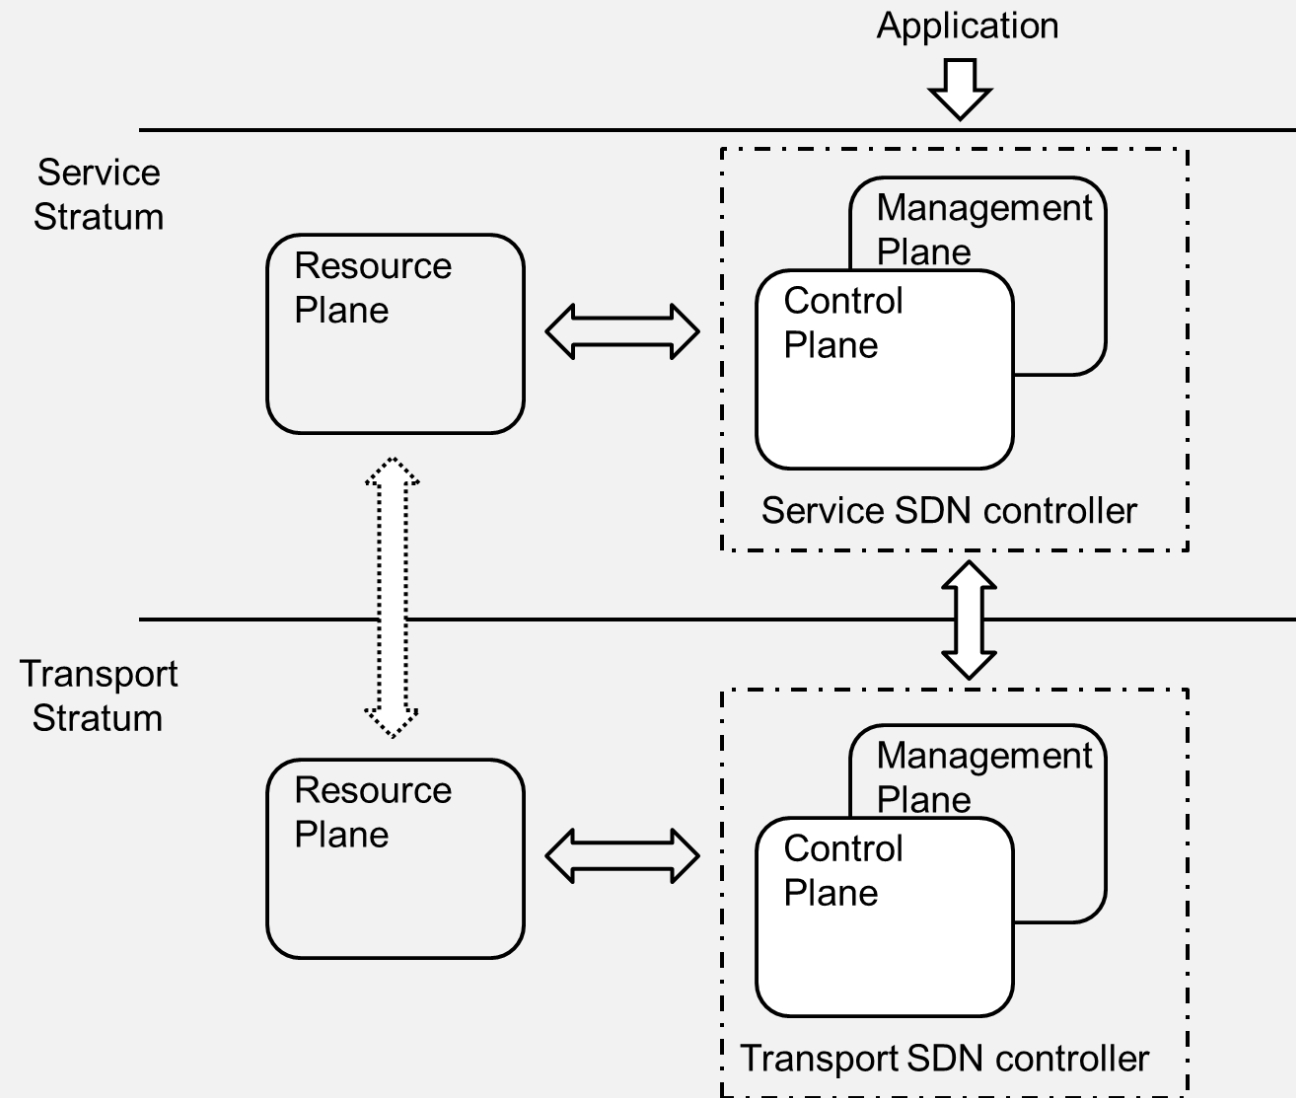 Application
Service
Stratum
Resource
Plane
Management
Plane
Control
Plane
Service SDN controller
Transport
Stratum
Resource
Plane
Management
Plane
Control
Plane
Transport SDN controller